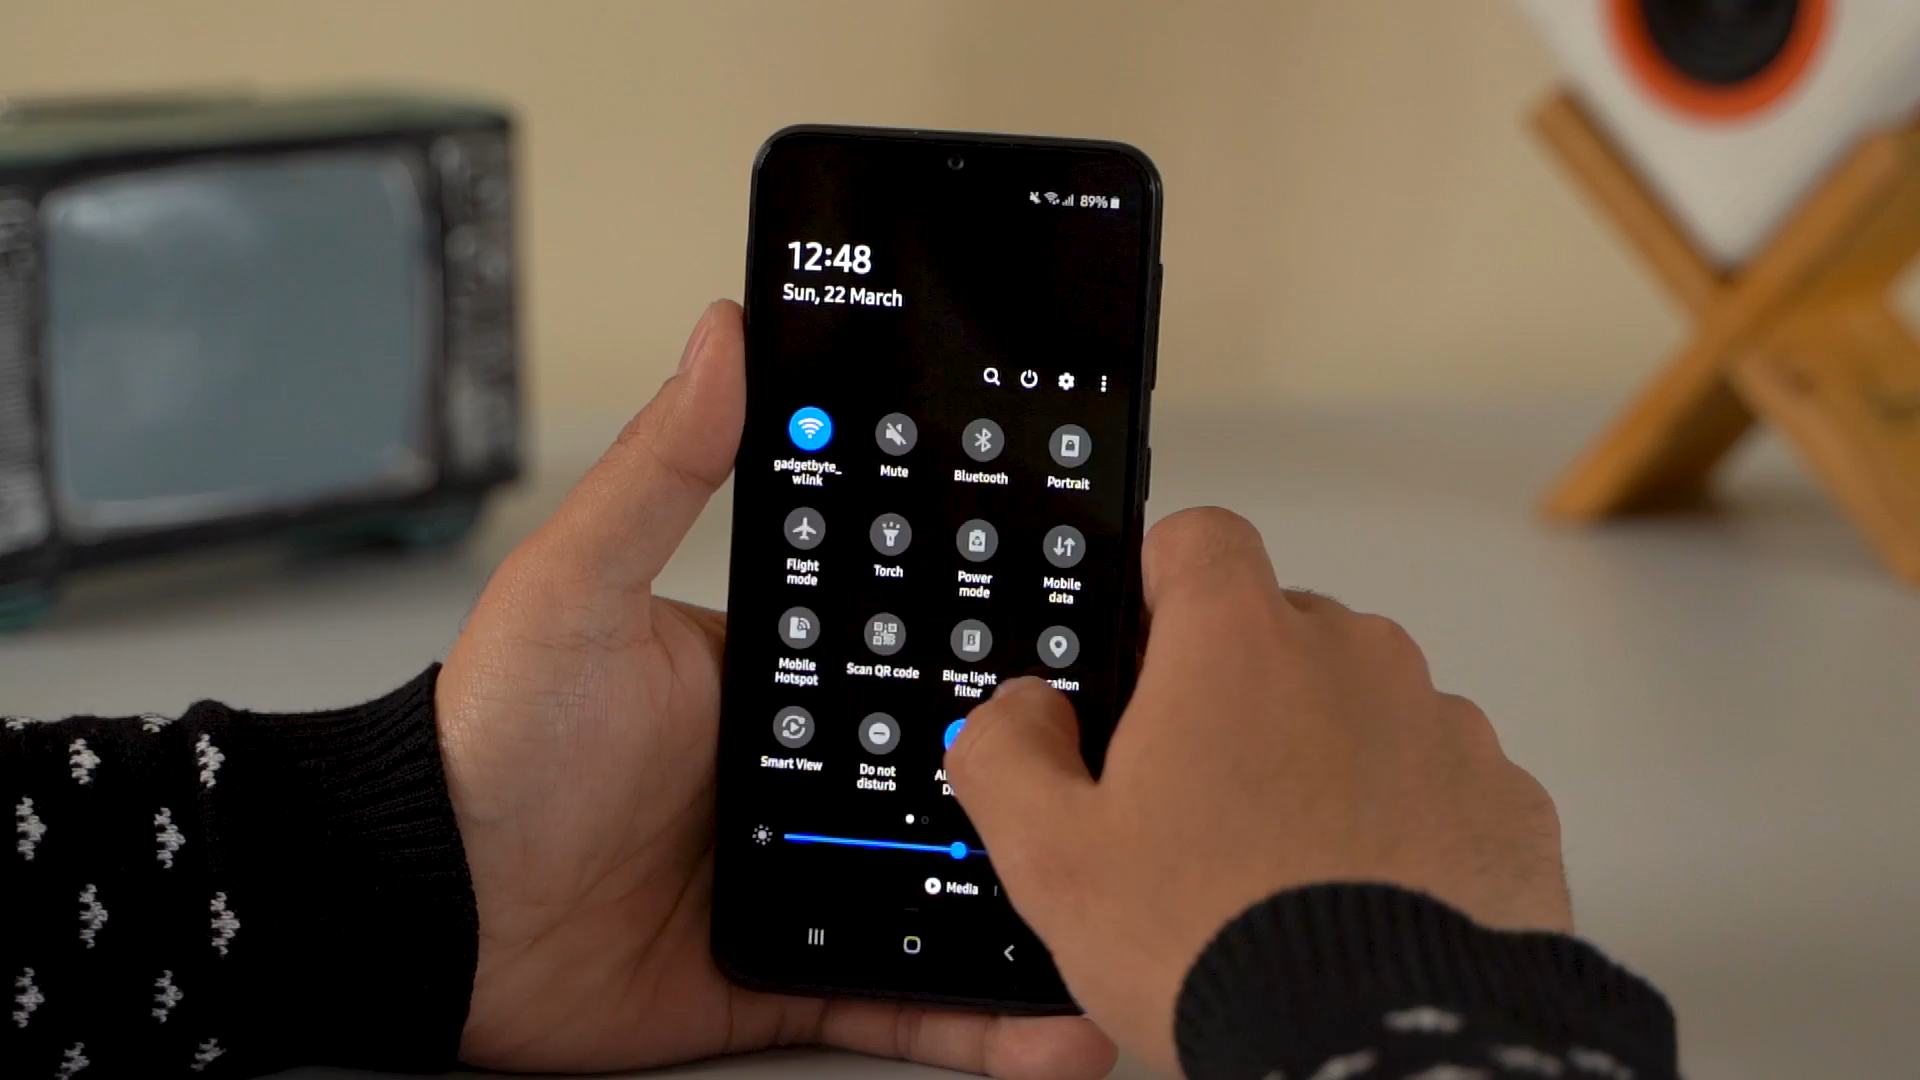 89%
12:48
Sun, 22 March
gadgetbyte_
wlink
Mute
Bluetooth
Portrait
Flight
mode
Torch
Power
mode
Mobile
data
Mobile
Hotspot
Scan QR code
Blue light
filter
Smart View
Do not
disturb
Media